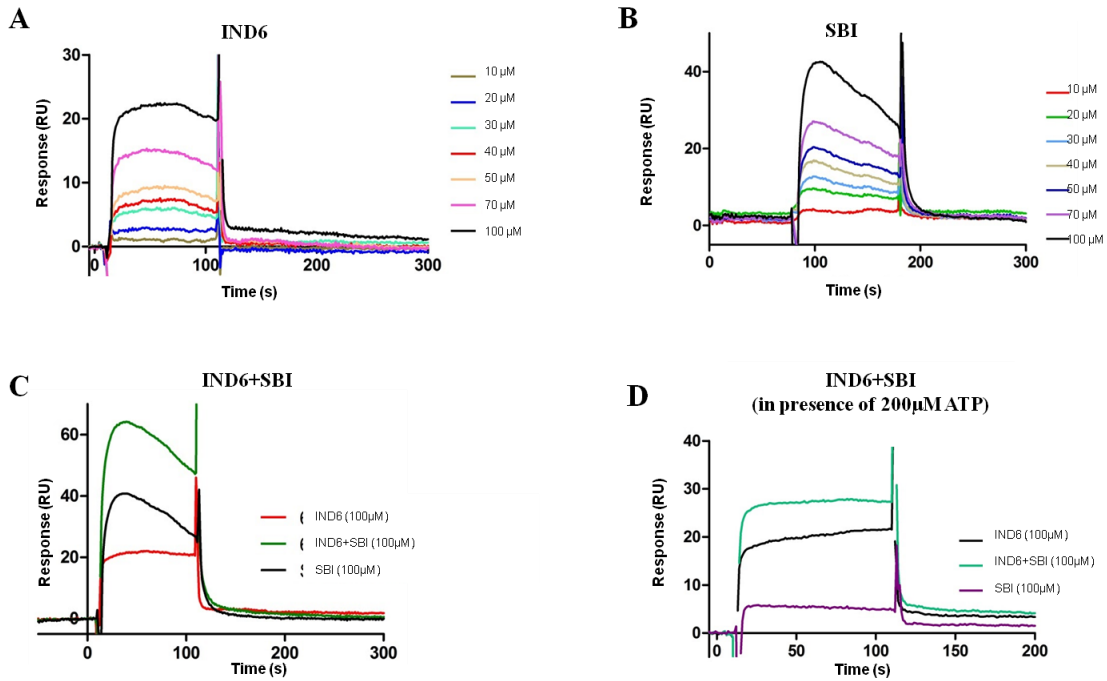 A
IND6
Response (RU)
30
20
10
0
0 100 200 300
Time (s)
10 µM
20 µM
30 µM
40 µM
50 µM
70 µM
100 µM
B
SBI
Response (RU)
40
20
0
0 100 200 300
Time (s)
10 µM
20 µM
30 µM
40 µM
50 µM
70 µM
100 µM
C
IND6+SBI
Response (RU)
60
40
20
0
0 100 200 300
Time (s)
IND6 (100µM)
IND6+SBI (100µM)
SBI (100µM)
D
IND6+SBI
(in presence of 200µM ATP)
Response (RU)
40
30
20
10
0
0 50 100 150 200
Time (s)
IND6 (100µM)
IND6+SBI (100µM)
SBI (100µM)